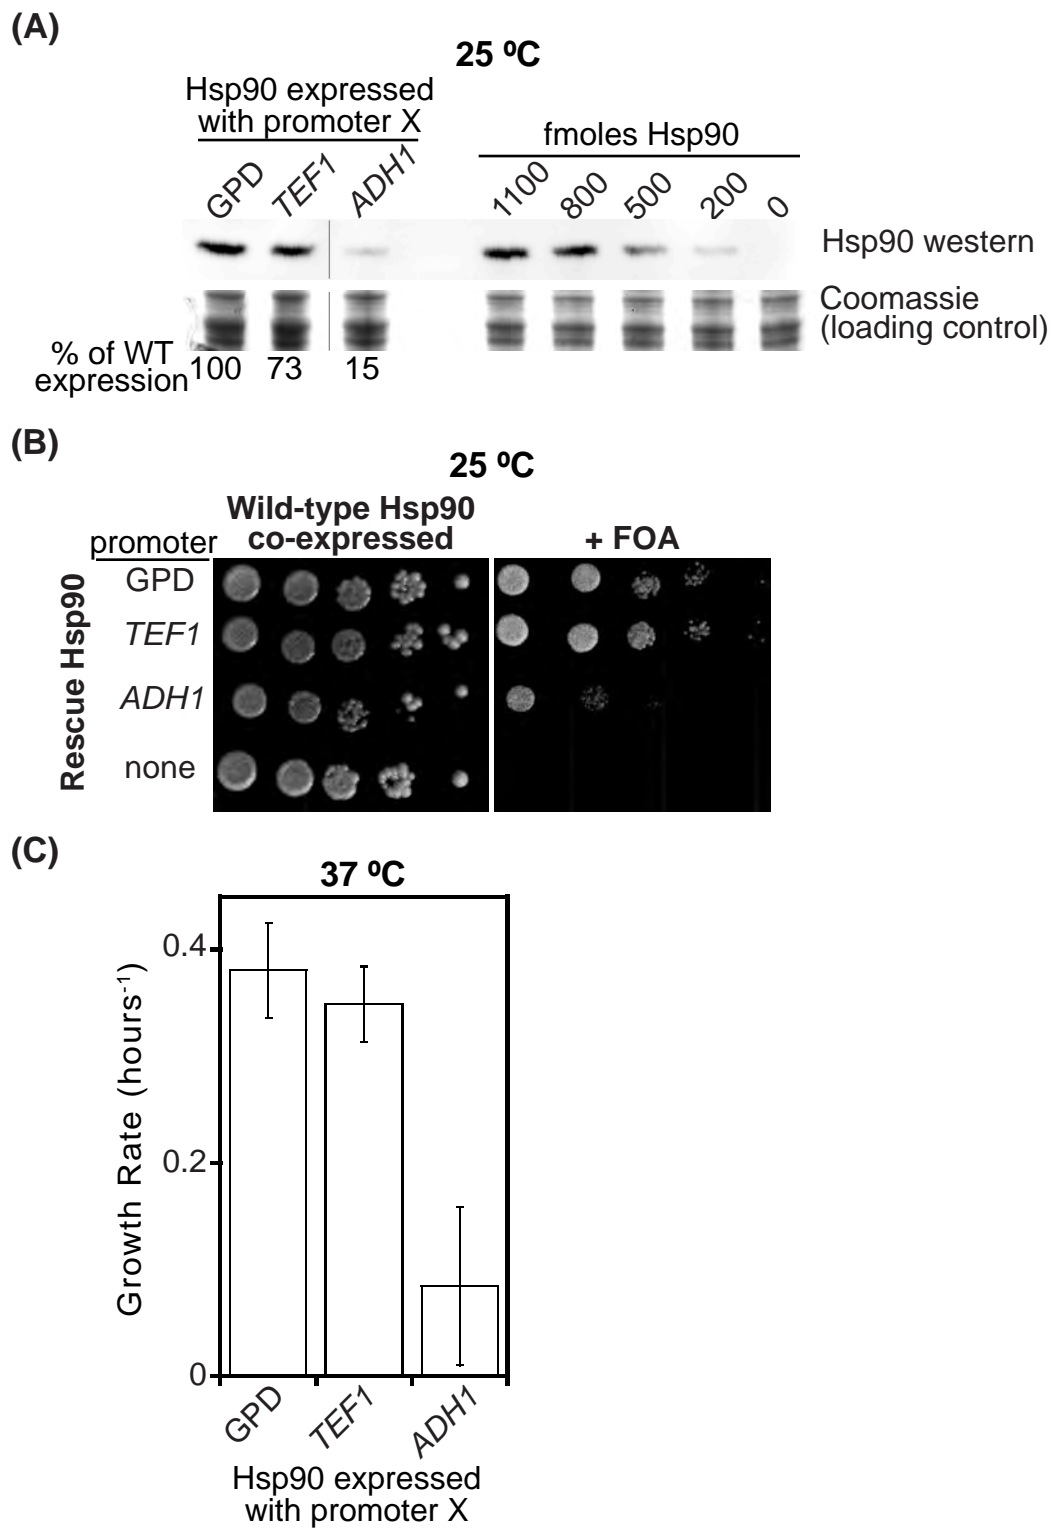 (A)
25 ºC
Hsp90 expressed
with promoter X
fmoles Hsp90
GPD TEF1 ADH1 1100 800 500 200 0
Hsp90 western
Coomassie
(loading control)
% of WT
expression 100 73 15
(B)
25 ºC
Wild-type Hsp90
co-expressed
+ FOA
promoter
Rescue Hsp90
GPD
TEF1
ADH1
none
(C)
37 ºC
Growth Rate (hours-1)
0.4
0.2
0
GPD TEF1 ADH1
Hsp90 expressed
with promoter X